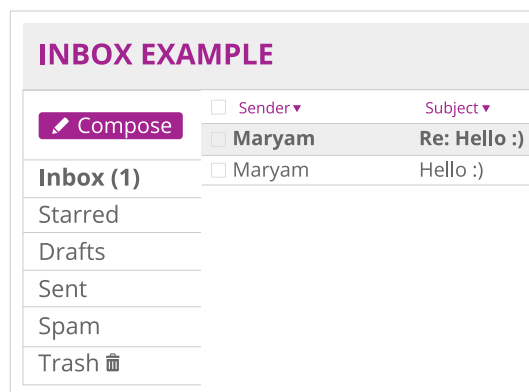 INBOX EXAMPLE
Compose
Inbox (1)
Starred
Drafts
Sent
Spam
Trash
Sender▾ Subject▾
Maryam Re: Hello :)
Maryam Hello :)